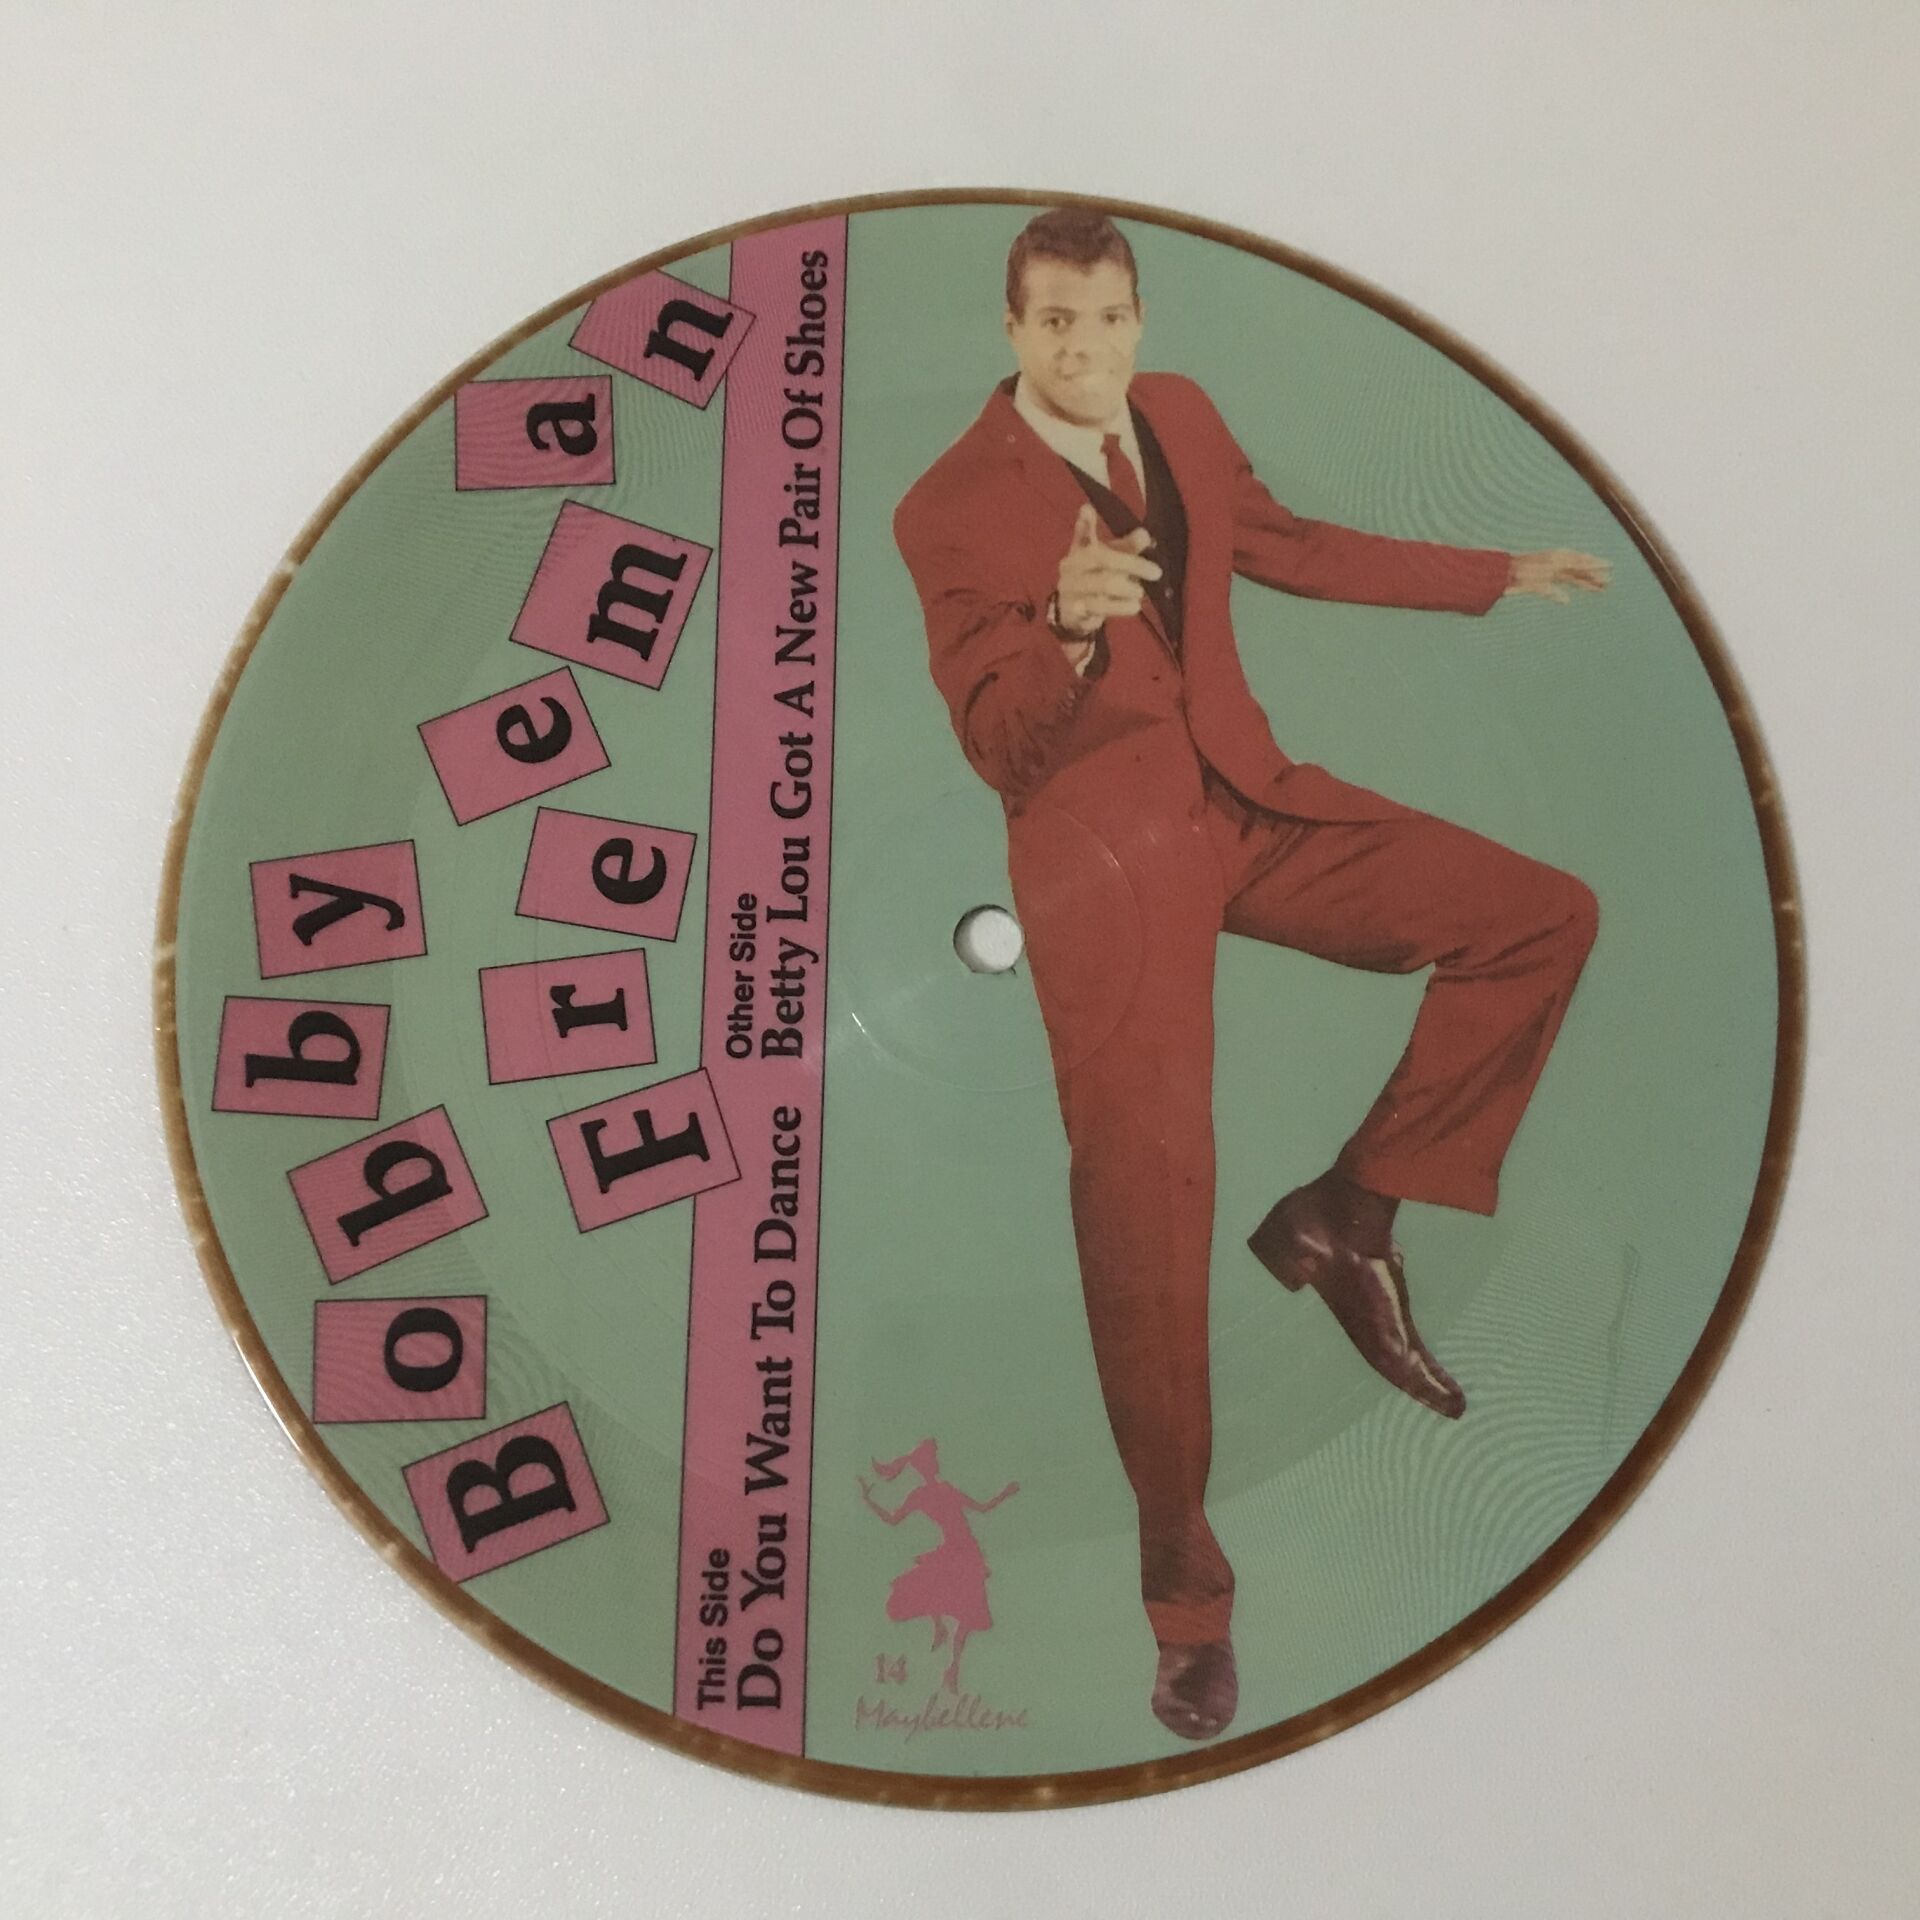 Bobby
Freeman
This Side
Do You Want To Dance
Other Side
Betty Lou Got A New Pair Of Shoes
14
Maybellene